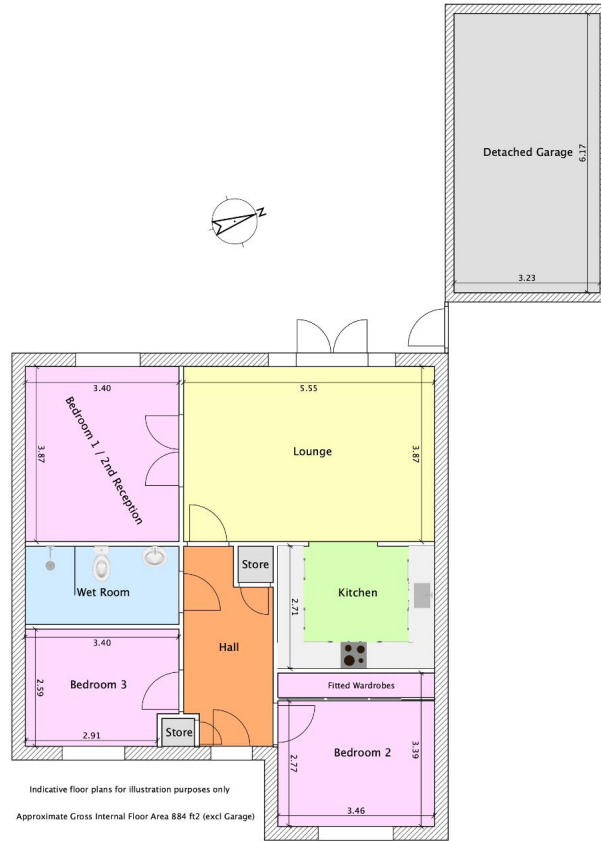 Detached Garage
6.17
3.23
N
3.40
5.55
Bedroom 1 / 2nd Reception
3.87
Lounge
3.87
Store
Wet Room
Kitchen
2.71
Hall
3.40
Bedroom 3
2.59
Fitted Wardrobes
2.91
Store
Bedroom 2
3.39
2.77
3.46
Indicative floor plans for illustration purposes only
Approximate Gross Internal Floor Area 884 ft2 (excl Garage)